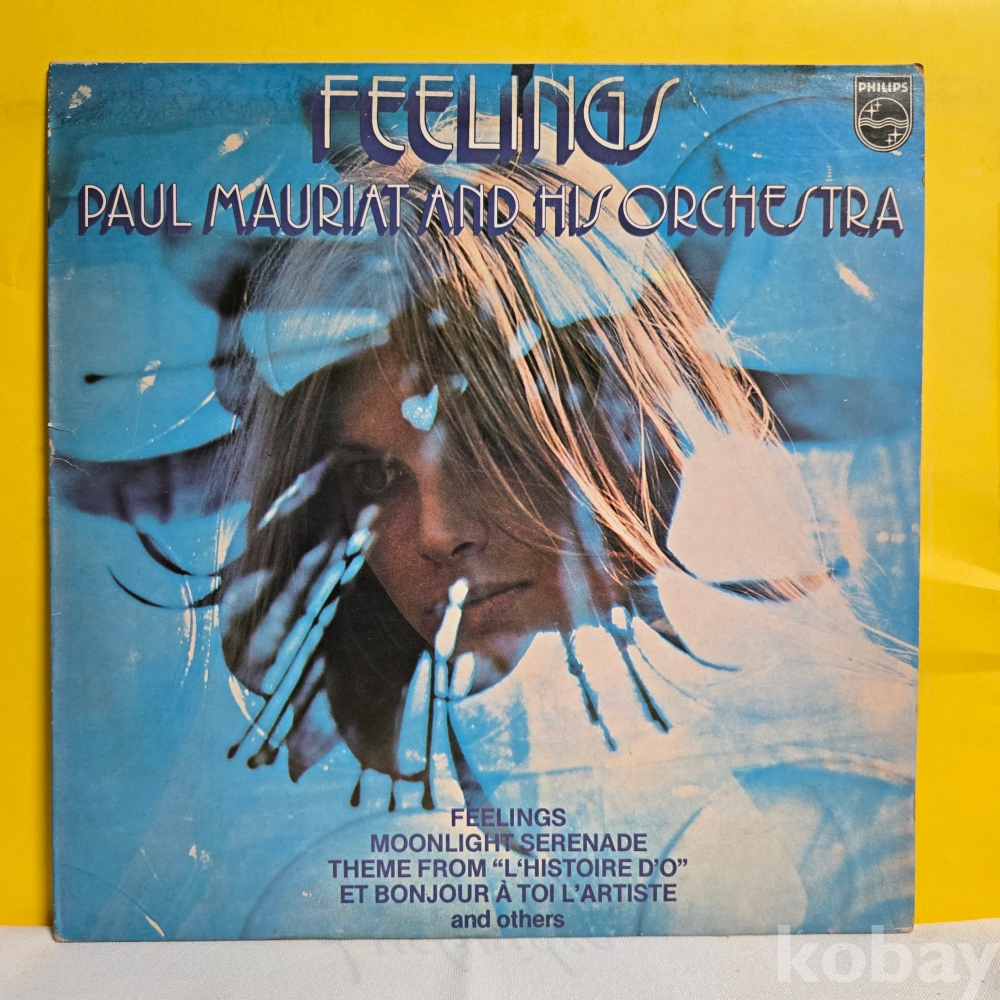 FEELINGS
PHILIPS
PAUL MAURIAT AND HIS ORCHESTRA
FEELINGS
MOONLIGHT SERENADE
THEME FROM “L‘HISTOIRE D’O”
ET BONJOUR À TOI L’ARTISTE
and others
kobay